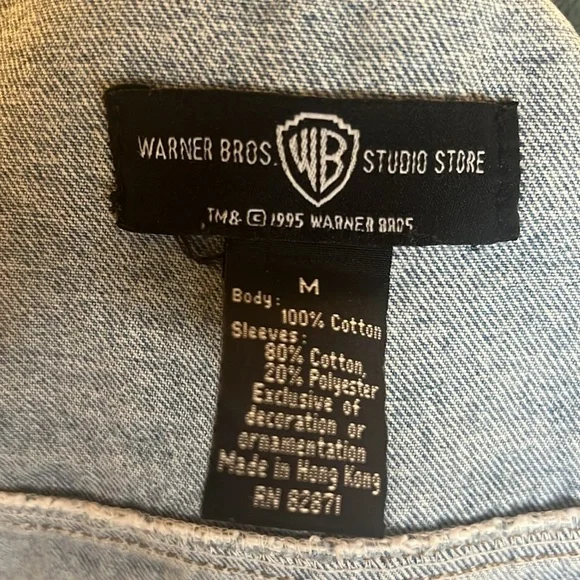 WARNER BROS. WB STUDIO STORE
TM& © 1995 WARNER BROS
M
Body:
100% Cotton
Sleeves:
80% Cotton,
20% Polyester
Exclusive of
decoration or
ornamentation
Made in Hong Kong
RN 82871